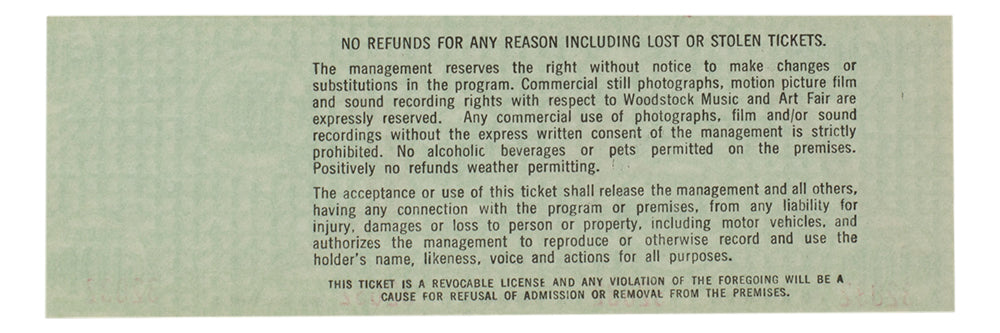 NO REFUNDS FOR ANY REASON INCLUDING LOST OR STOLEN TICKETS.
The management reserves the right without notice to make changes or
substitutions in the program. Commercial still photographs, motion picture film
and sound recording rights with respect to Woodstock Music and Art Fair are
expressly reserved. Any commercial use of photographs, film and/or sound
recordings without the express written consent of the management is strictly
prohibited. No alcoholic beverages or pets permitted on the premises.
Positively no refunds weather permitting.
The acceptance or use of this ticket shall release the management and all others,
having any connection with the program or premises, from any liability for
injury, damages or loss to person or property, including motor vehicles, and
authorizes the management to reproduce or otherwise record and use the
holder's name, likeness, voice and actions for all purposes.
THIS TICKET IS A REVOCABLE LICENSE AND ANY VIOLATION OF THE FOREGOING WILL BE A
CAUSE FOR REFUSAL OF ADMISSION OR REMOVAL FROM THE PREMISES.